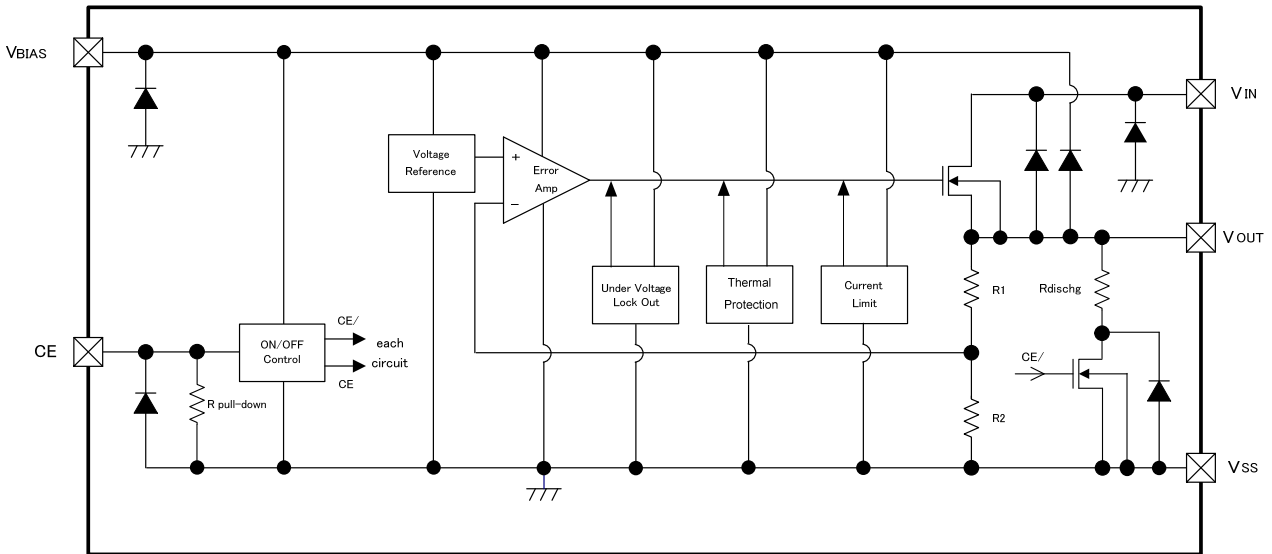 VBIAS
VIN
Voltage
Reference
+
−
Error
Amp
VOUT
Under Voltage
Lock Out
Thermal
Protection
Current
Limit
R1
Rdischg
CE
ON/OFF
Control
CE/
each
circuit
CE
R pull-down
CE/
R2
VSS